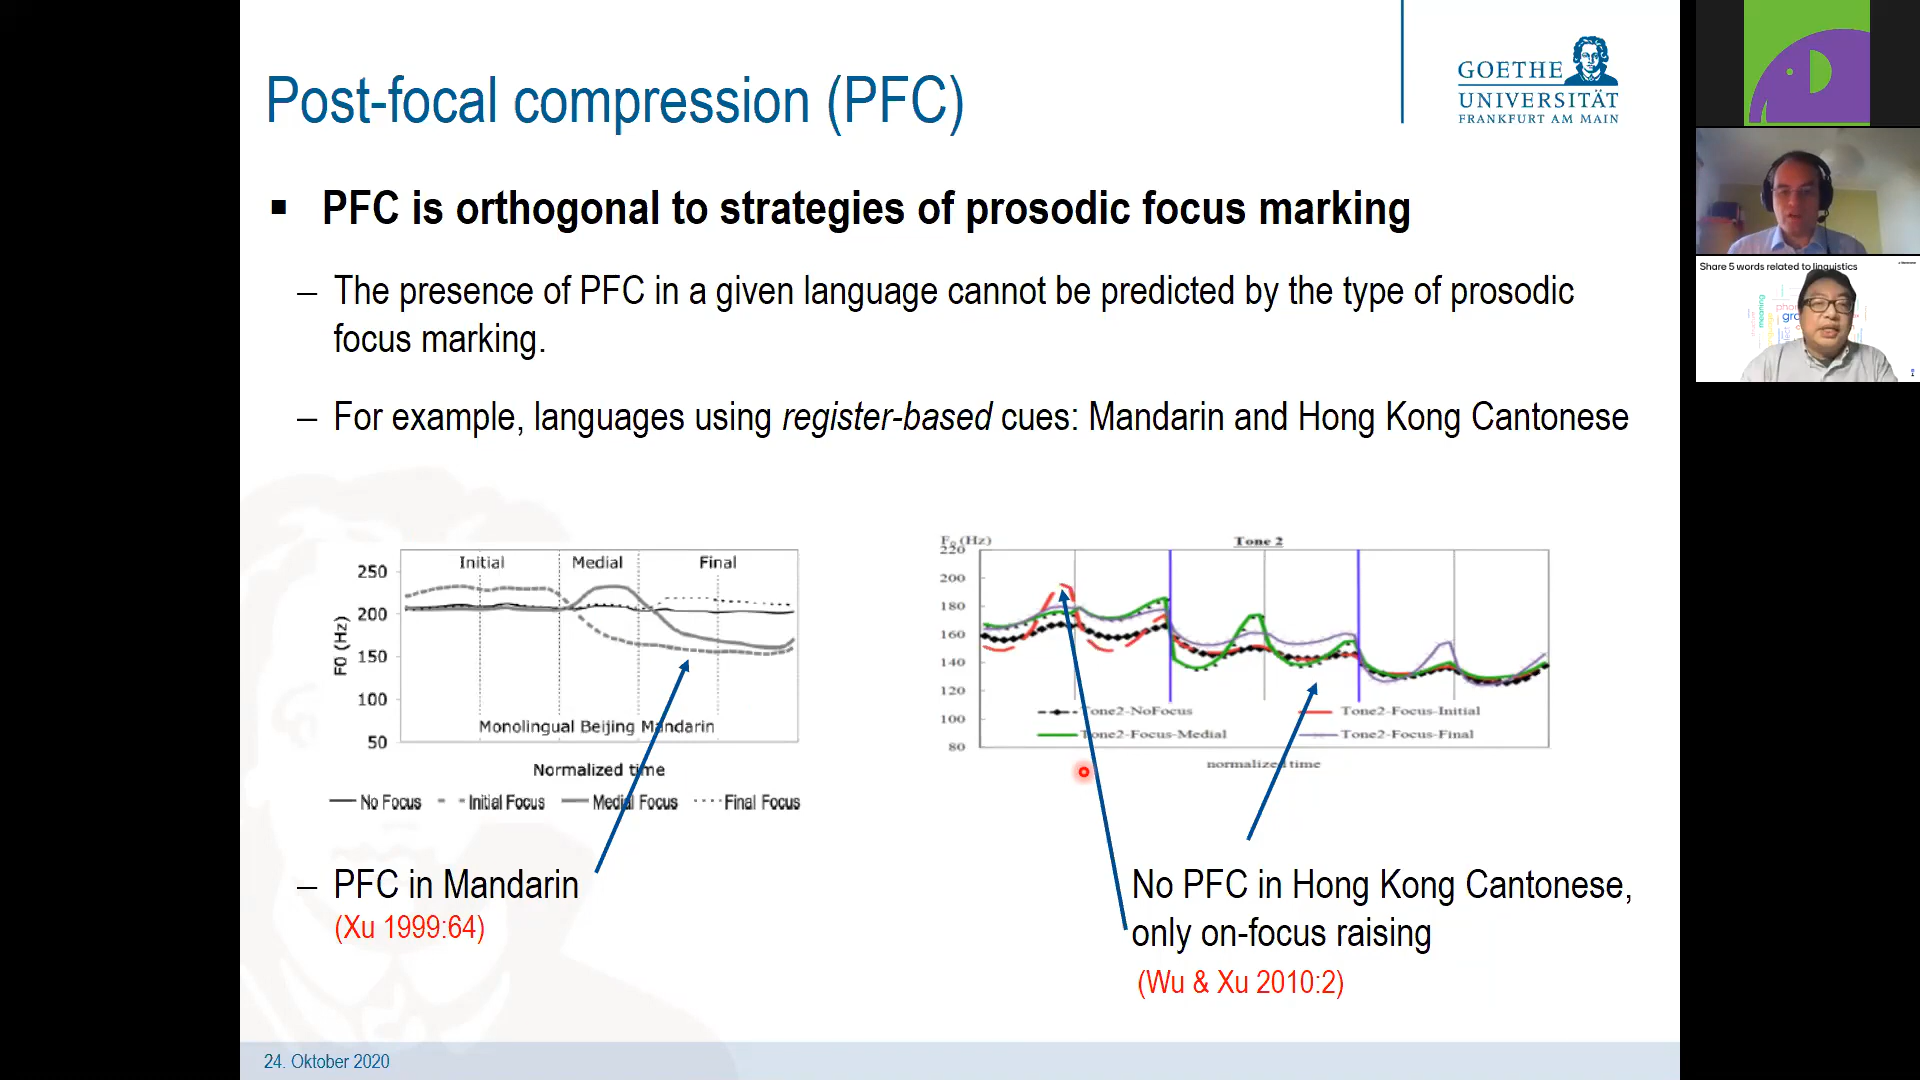 Post-focal compression (PFC)
GOETHE
UNIVERSITÄT
FRANKFURT AM MAIN
▪ PFC is orthogonal to strategies of prosodic focus marking
– The presence of PFC in a given language cannot be predicted by the type of prosodic
focus marking.
– For example, languages using register-based cues: Mandarin and Hong Kong Cantonese
Initial Medial Final
250
200
150
100
50
F0 (Hz)
Monolingual Beijing Mandarin
Normalized time
No Focus Initial Focus Medial Focus Final Focus
F0 (Hz)
Tone 2
220
200
180
160
140
120
100
80
Tone2-NoFocus Tone2-Focus-Initial
Tone2-Focus-Medial Tone2-Focus-Final
normalized time
– PFC in Mandarin
(Xu 1999:64)
No PFC in Hong Kong Cantonese,
only on-focus raising
(Wu & Xu 2010:2)
24. Oktober 2020
Share 5 words related to linguistics
meaning